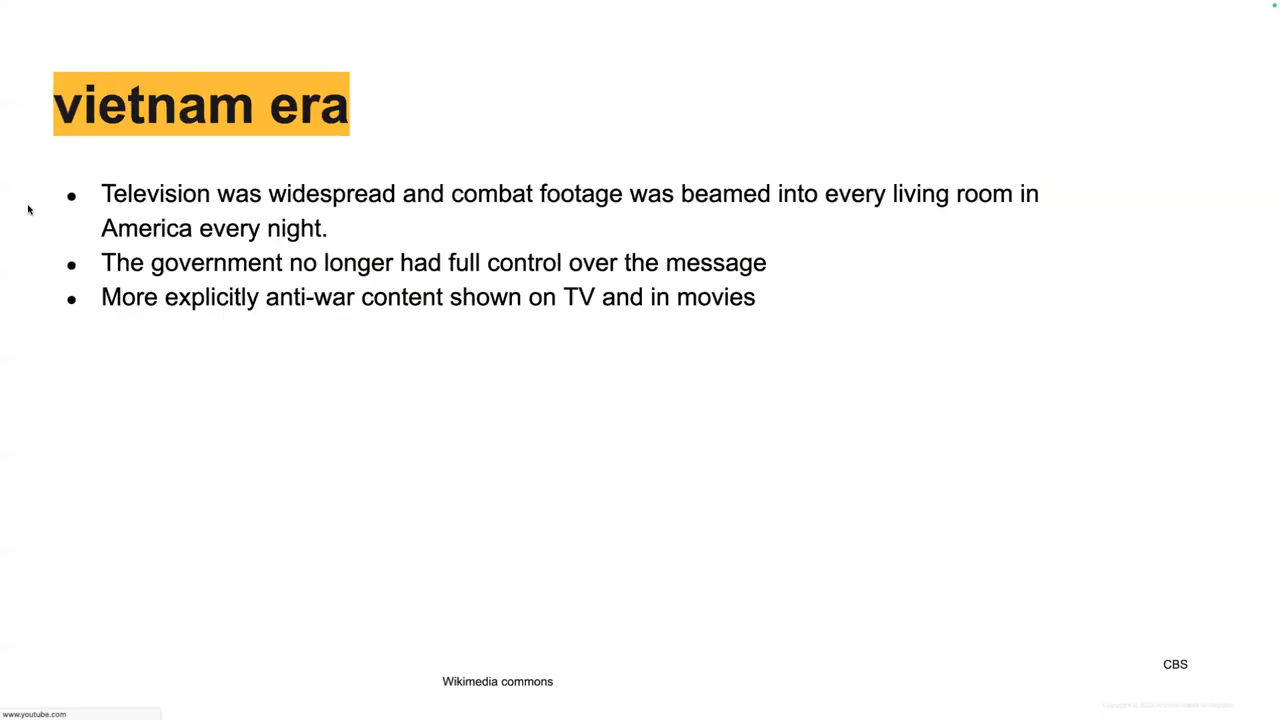 vietnam era
● Television was widespread and combat footage was beamed into every living room in
America every night.
● The government no longer had full control over the message
● More explicitly anti-war content shown on TV and in movies
CBS
Wikimedia commons
www.youtube.com